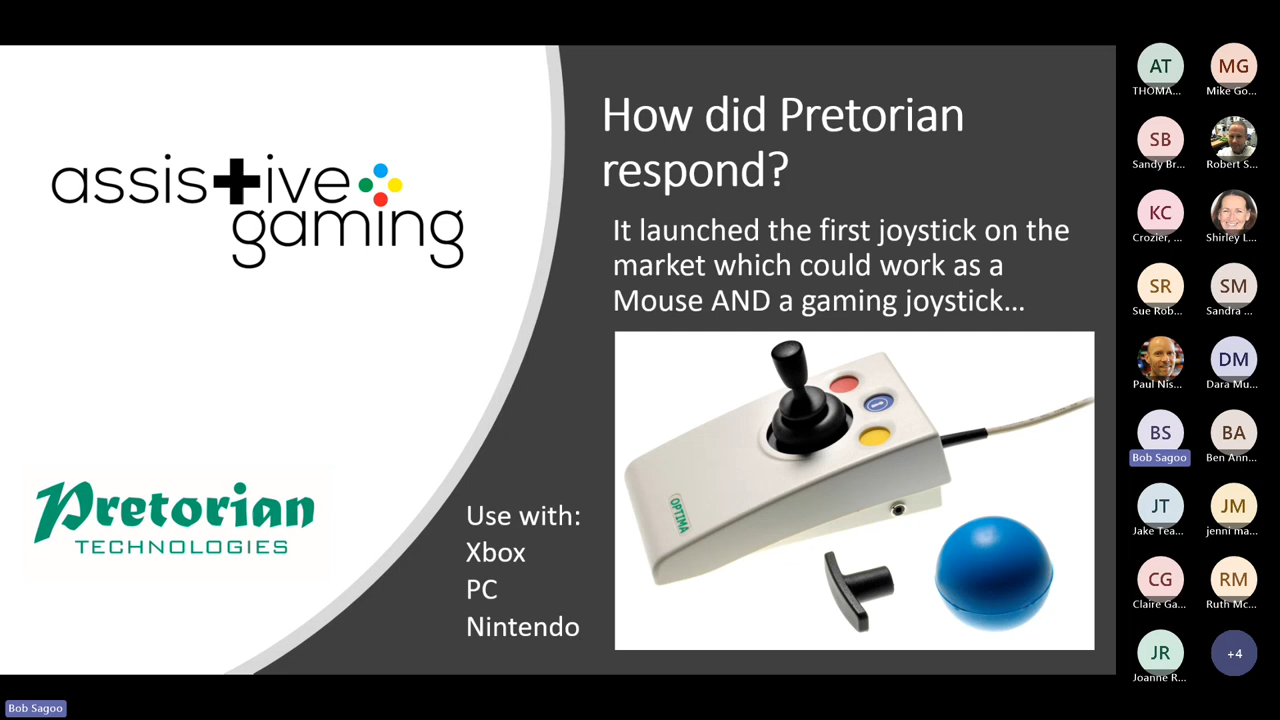 assis+ive
gaming
Pretorian
TECHNOLOGIES
How did Pretorian
respond?
It launched the first joystick on the
market which could work as a
Mouse AND a gaming joystick...
Use with:
Xbox
PC
Nintendo
OPTIMA
AT
THOMA...
MG
Mike Go...
SB
Sandy Br...
Robert S...
KC
Crozier, ...
Shirley L...
SR
Sue Rob...
SM
Sandra ...
Paul Nis...
DM
Dara Mu...
BS
Bob Sagoo
BA
Ben Ann...
JT
Jake Tea...
JM
jenni ma...
CG
Claire Ga...
RM
Ruth Mc...
JR
Joanne R...
+4
Bob Sagoo